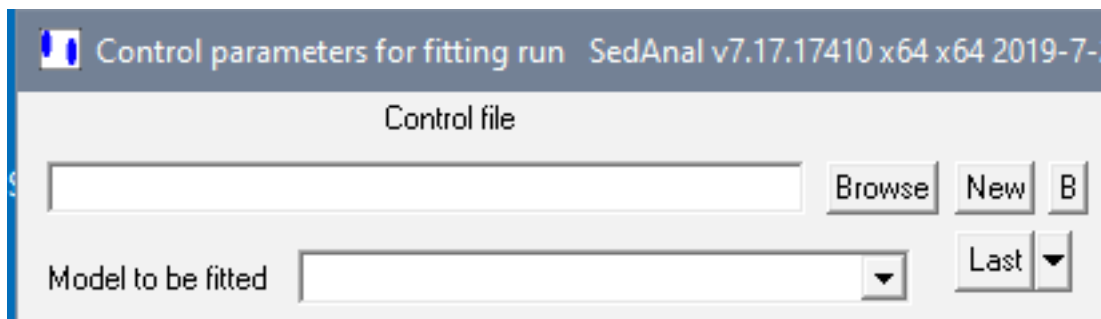 Control parameters for fitting run SedAnal v7.17.17410 x64 x64 2019-7-
Control file
Browse New B
Last
Model to be fitted